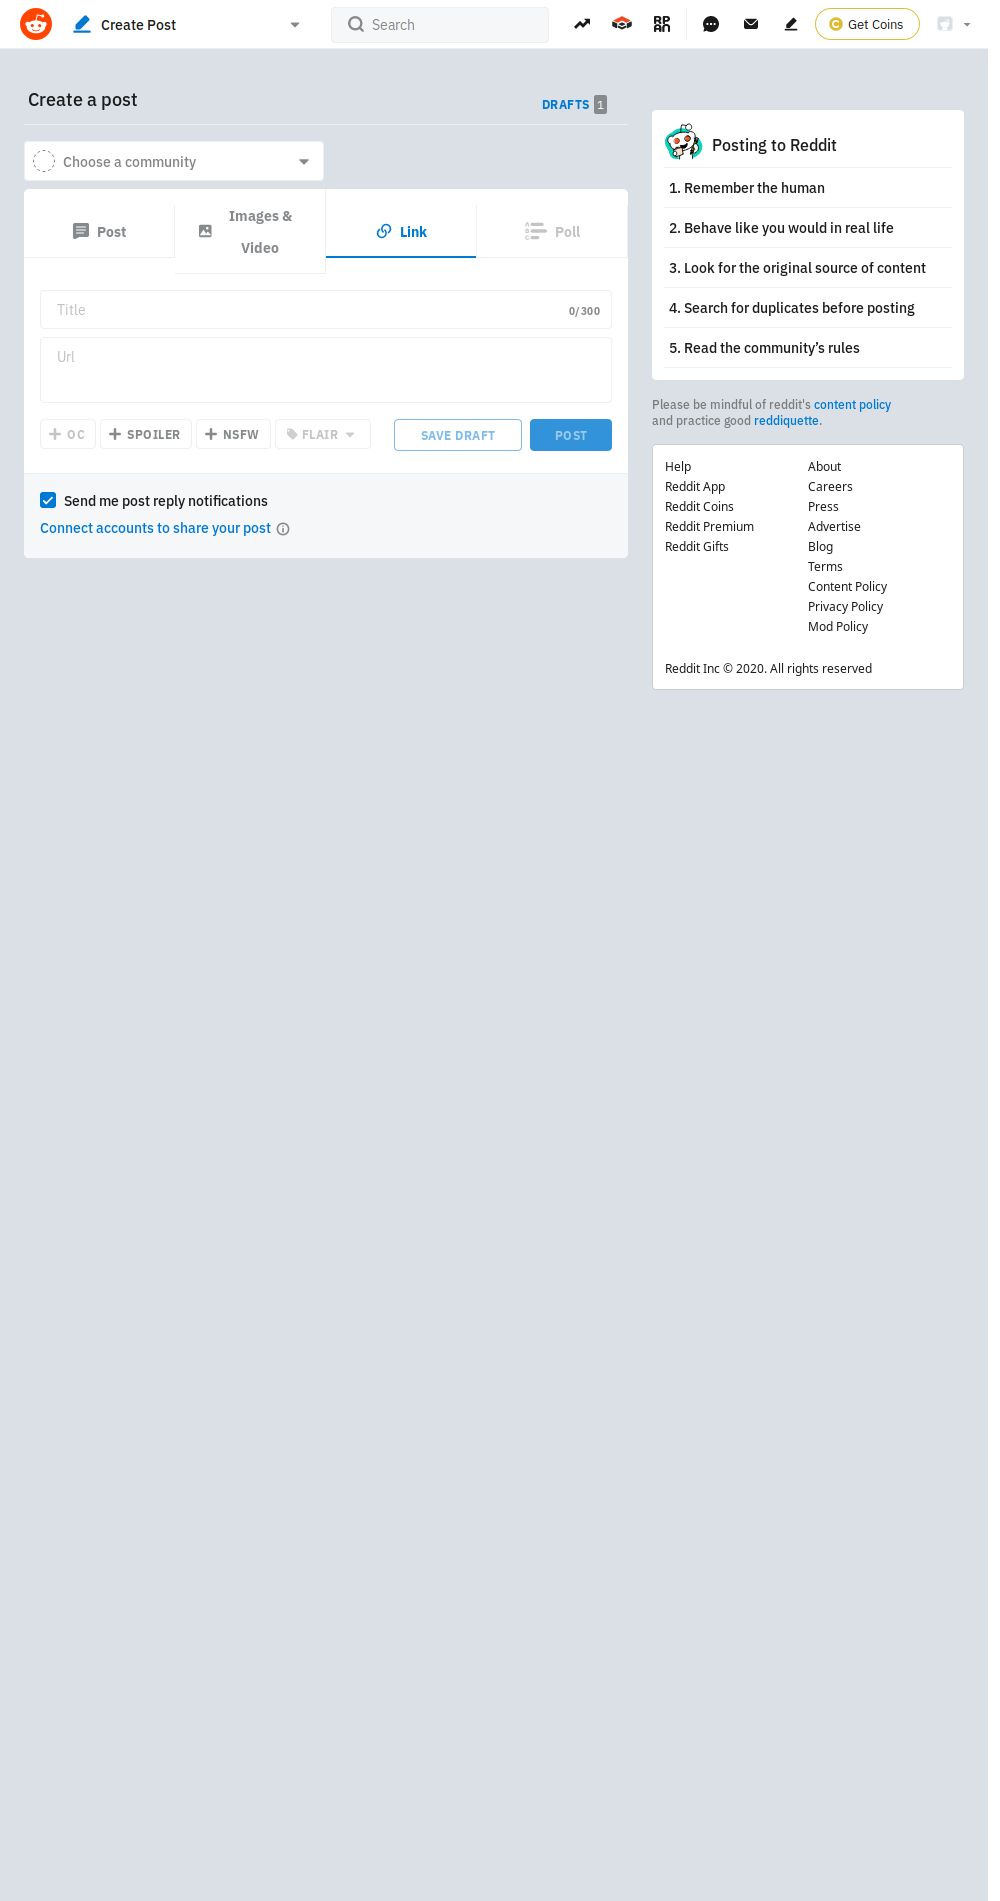 Create Post
Search
RPAN
Get Coins
Create a post
DRAFTS 1
Choose a community
Post
Images &
Video
Link
Poll
Title
0/300
Url
OC
SPOILER
NSFW
FLAIR
SAVE DRAFT
POST
Send me post reply notifications
Connect accounts to share your post
Posting to Reddit
1. Remember the human
2. Behave like you would in real life
3. Look for the original source of content
4. Search for duplicates before posting
5. Read the community’s rules
Please be mindful of reddit's content policy
and practice good reddiquette.
Help
Reddit App
Reddit Coins
Reddit Premium
Reddit Gifts
About
Careers
Press
Advertise
Blog
Terms
Content Policy
Privacy Policy
Mod Policy
Reddit Inc © 2020. All rights reserved